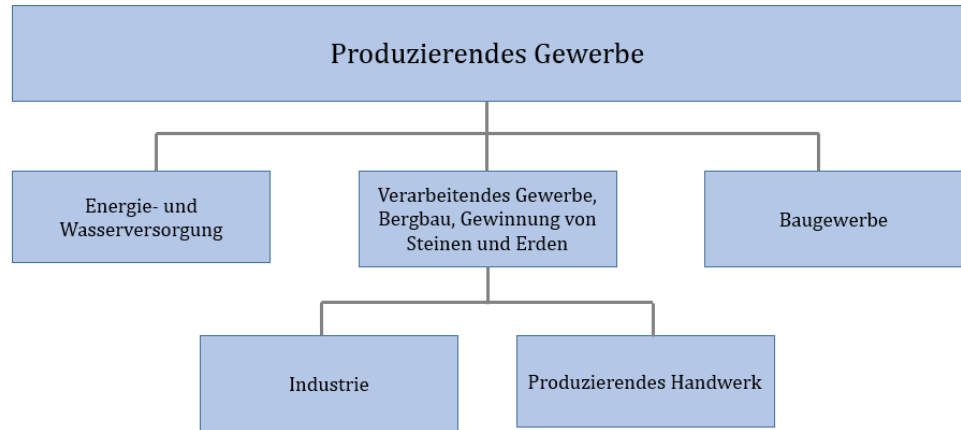 Produzierendes Gewerbe
Energie- und
Wasserversorgung
Verarbeitendes Gewerbe,
Bergbau, Gewinnung von
Steinen und Erden
Baugewerbe
Industrie
Produzierendes Handwerk